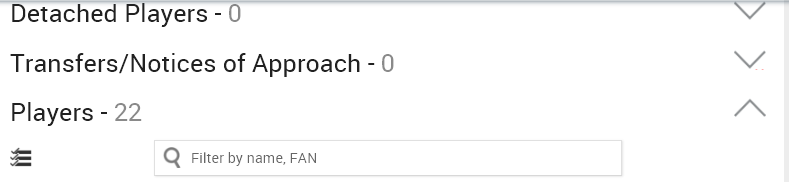 Detached Players - 0
Transfers/Notices of Approach - 0
Players - 22
Filter by name, FAN